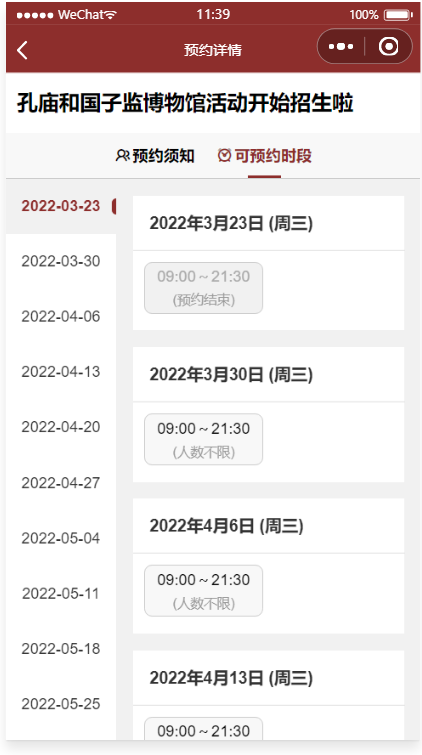 WeChat 11:39 100%
预约详情
孔庙和国子监博物馆活动开始招生啦
预约须知 可预约时段
2022-03-23
2022-03-30
2022-04-06
2022-04-13
2022-04-20
2022-04-27
2022-05-04
2022-05-11
2022-05-18
2022-05-25
2022年3月23日 (周三)
09:00～21:30
(预约结束)
2022年3月30日 (周三)
09:00～21:30
(人数不限)
2022年4月6日 (周三)
09:00～21:30
(人数不限)
2022年4月13日 (周三)
09:00～21:30